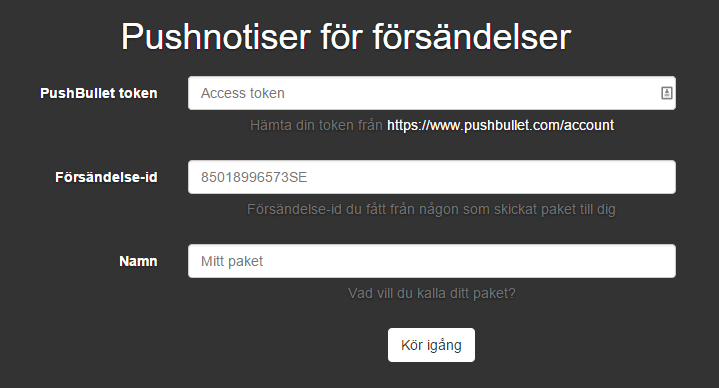 Pushnotiser för försändelser
PushBullet token Access token
Hämta din token från https://www.pushbullet.com/account
Försändelse-id 85018996573SE
Försändelse-id du fått från någon som skickat paket till dig
Namn Mitt paket
Vad vill du kalla ditt paket?
Kör igång